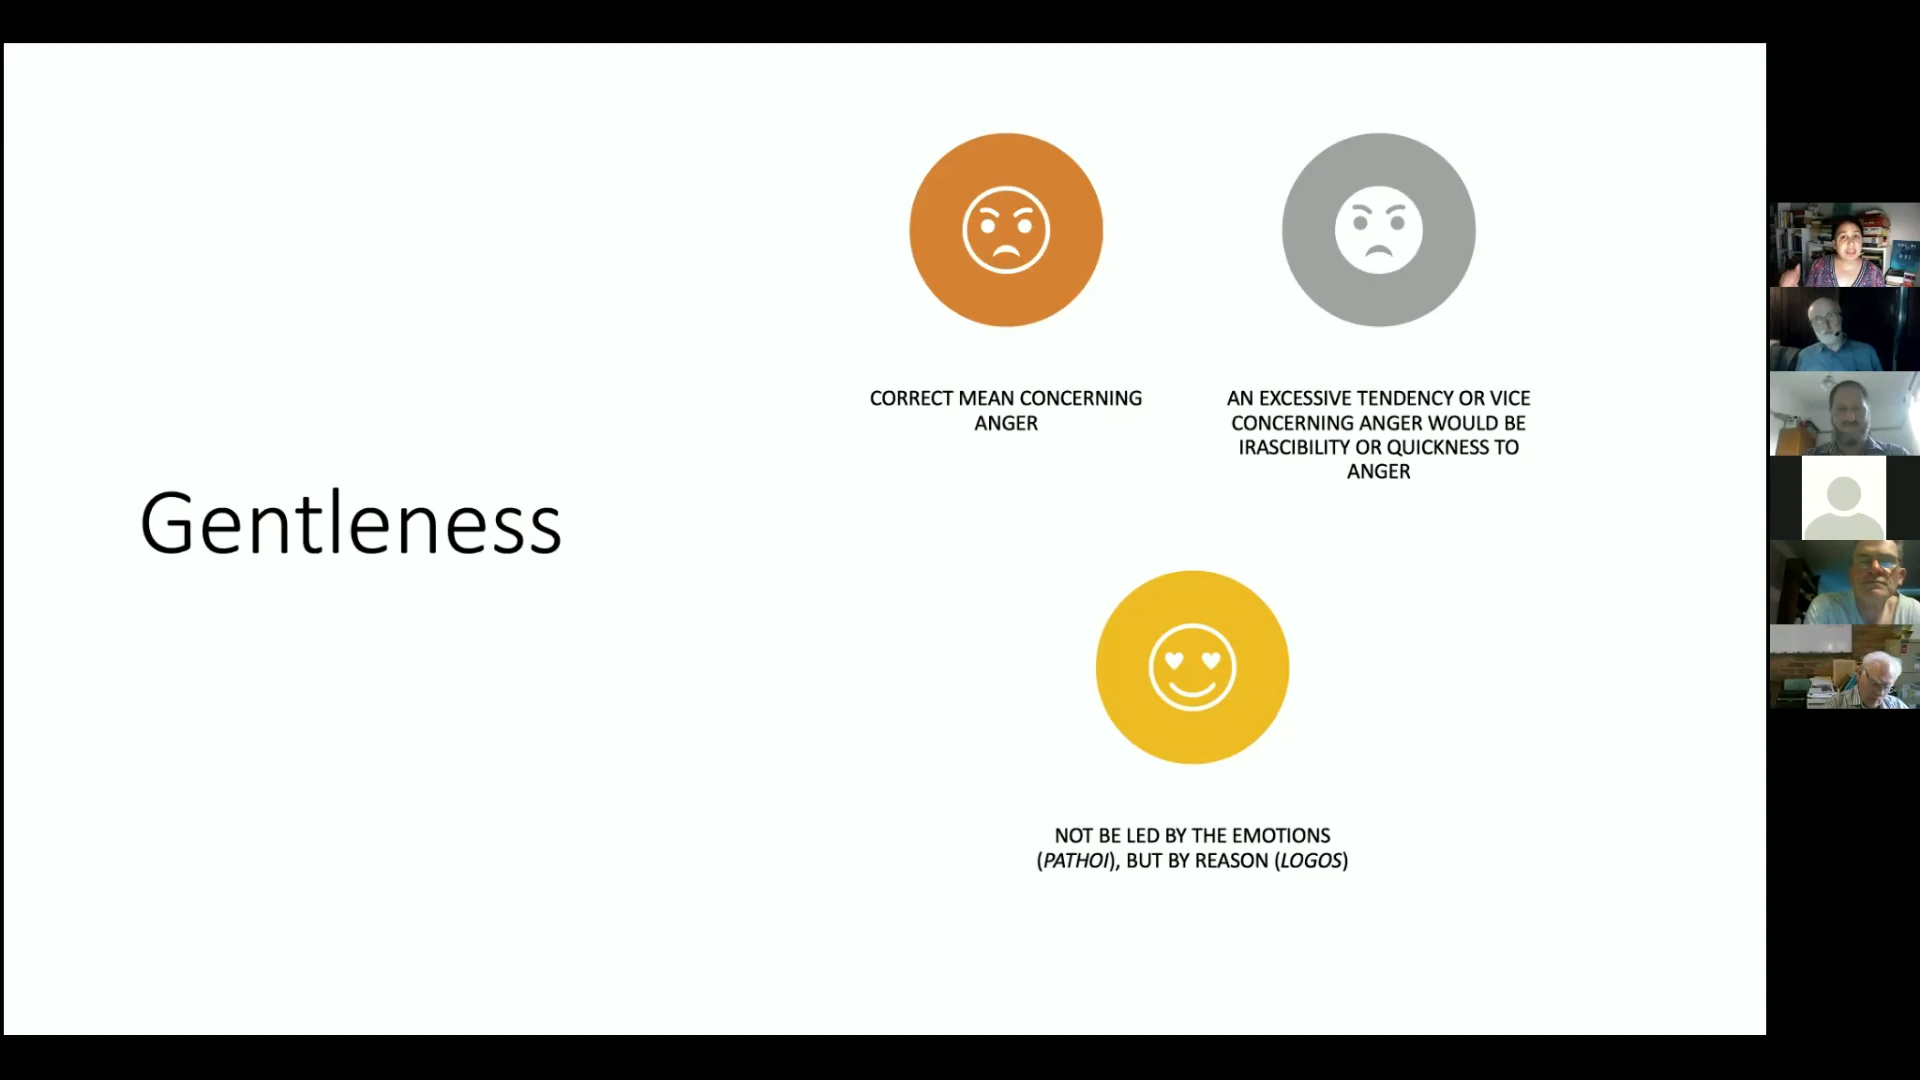 Gentleness
CORRECT MEAN CONCERNING
ANGER
AN EXCESSIVE TENDENCY OR VICE
CONCERNING ANGER WOULD BE
IRASCIBILITY OR QUICKNESS TO
ANGER
NOT BE LED BY THE EMOTIONS
(PATHOI), BUT BY REASON (LOGOS)